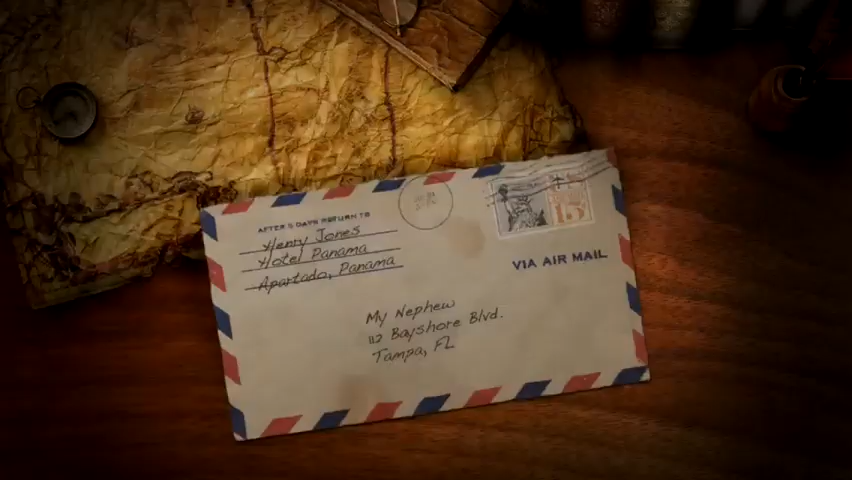 AFTER 5 DAYS RETURN TO
Henry Jones
Hotel Panama
Apartado, Panama
15¢
VIA AIR MAIL
My Nephew
112 Bayshore Blvd.
Tampa, FL